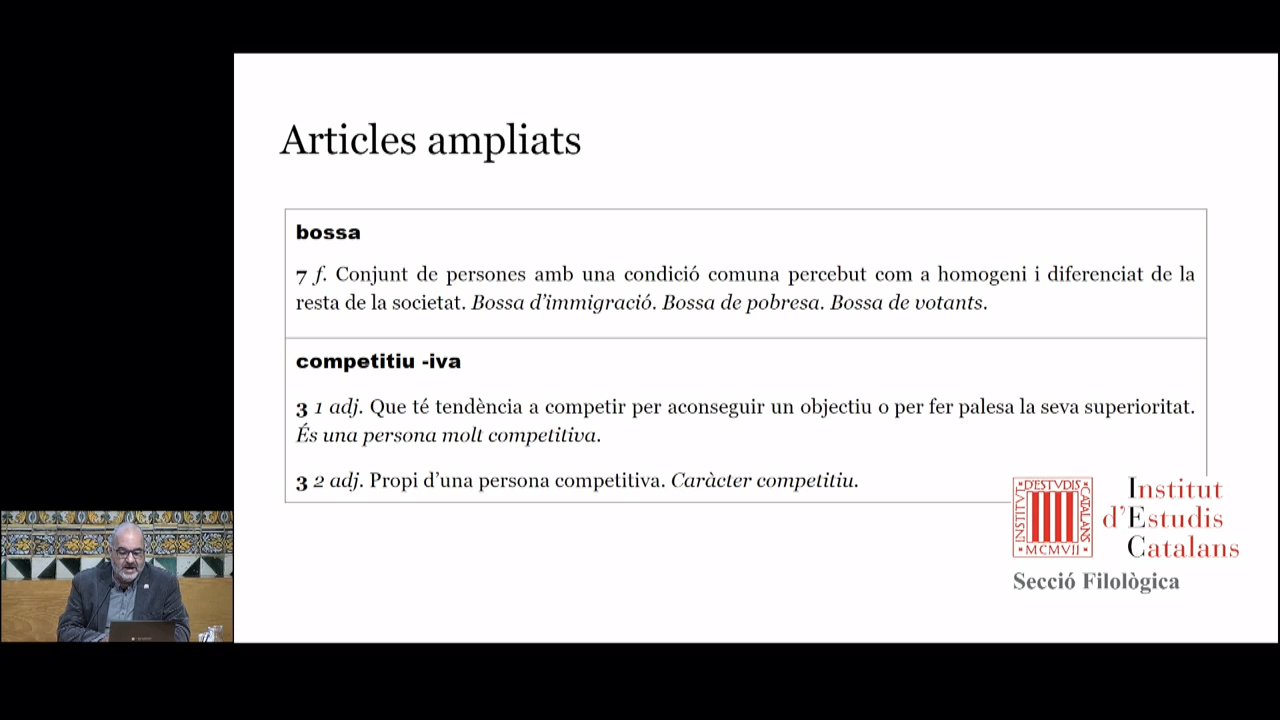 Articles ampliats
bossa
7 f. Conjunt de persones amb una condició comuna percebut com a homogeni i diferenciat de la
resta de la societat. Bossa d’immigració. Bossa de pobresa. Bossa de votants.
competitiu -iva
3 1 adj. Que té tendència a competir per aconseguir un objectiu o per fer palesa la seva superioritat.
És una persona molt competitiva.
3 2 adj. Propi d’una persona competitiva. Caràcter competitiu.
INSTITVT
D'ESTVDIS
CATALANS
MCMVII
Institut
d’Estudis
Catalans
Secció Filològica